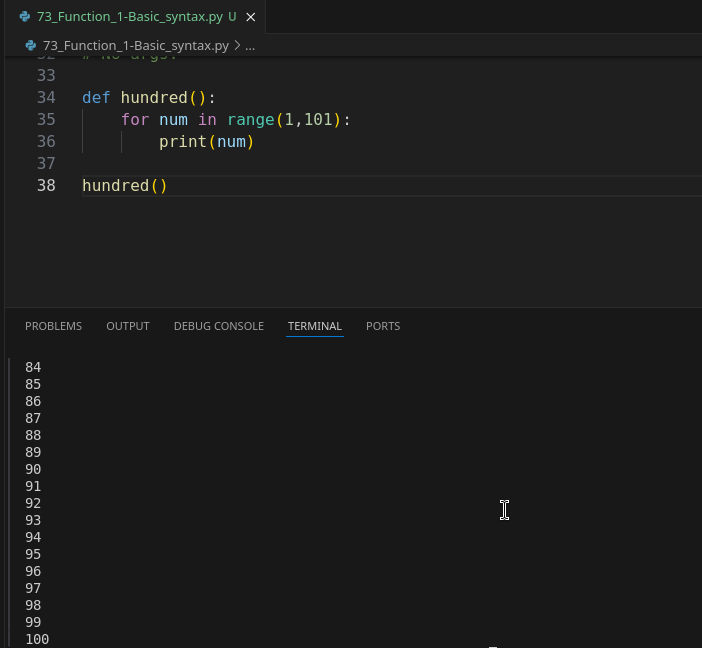 73_Function_1-Basic_syntax.py U
73_Function_1-Basic_syntax.py > ...
32 # No args.
33
34 def hundred():
35 for num in range(1,101):
36 print(num)
37
38 hundred()
PROBLEMS OUTPUT DEBUG CONSOLE TERMINAL PORTS
84
85
86
87
88
89
90
91
92
93
94
95
96
97
98
99
100